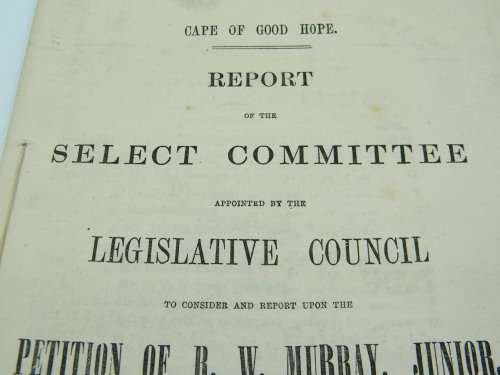 CAPE OF GOOD HOPE.
REPORT
OF THE
SELECT COMMITTEE
APPOINTED BY THE
LEGISLATIVE COUNCIL
TO CONSIDER AND REPORT UPON THE
PETITION OF R. W. MURRAY, JUNIOR,